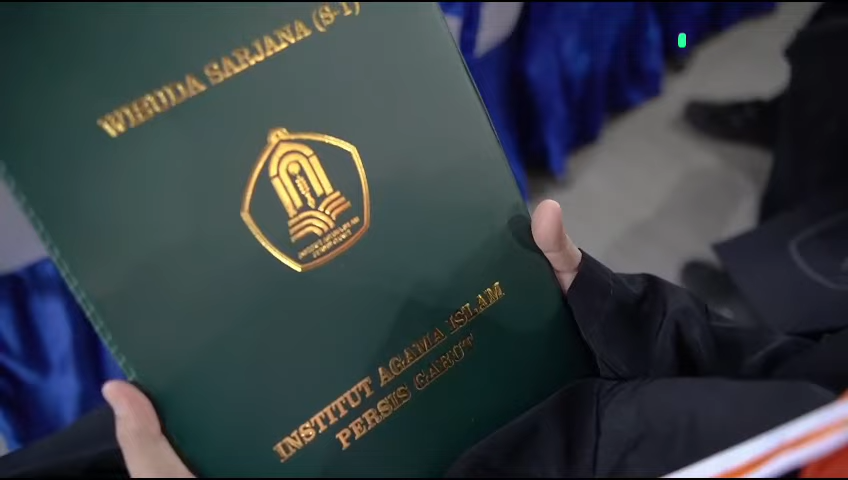 WISUDA SARJANA (S-1)
INSTITUT AGAMA ISLAM
PERSIS GARUT